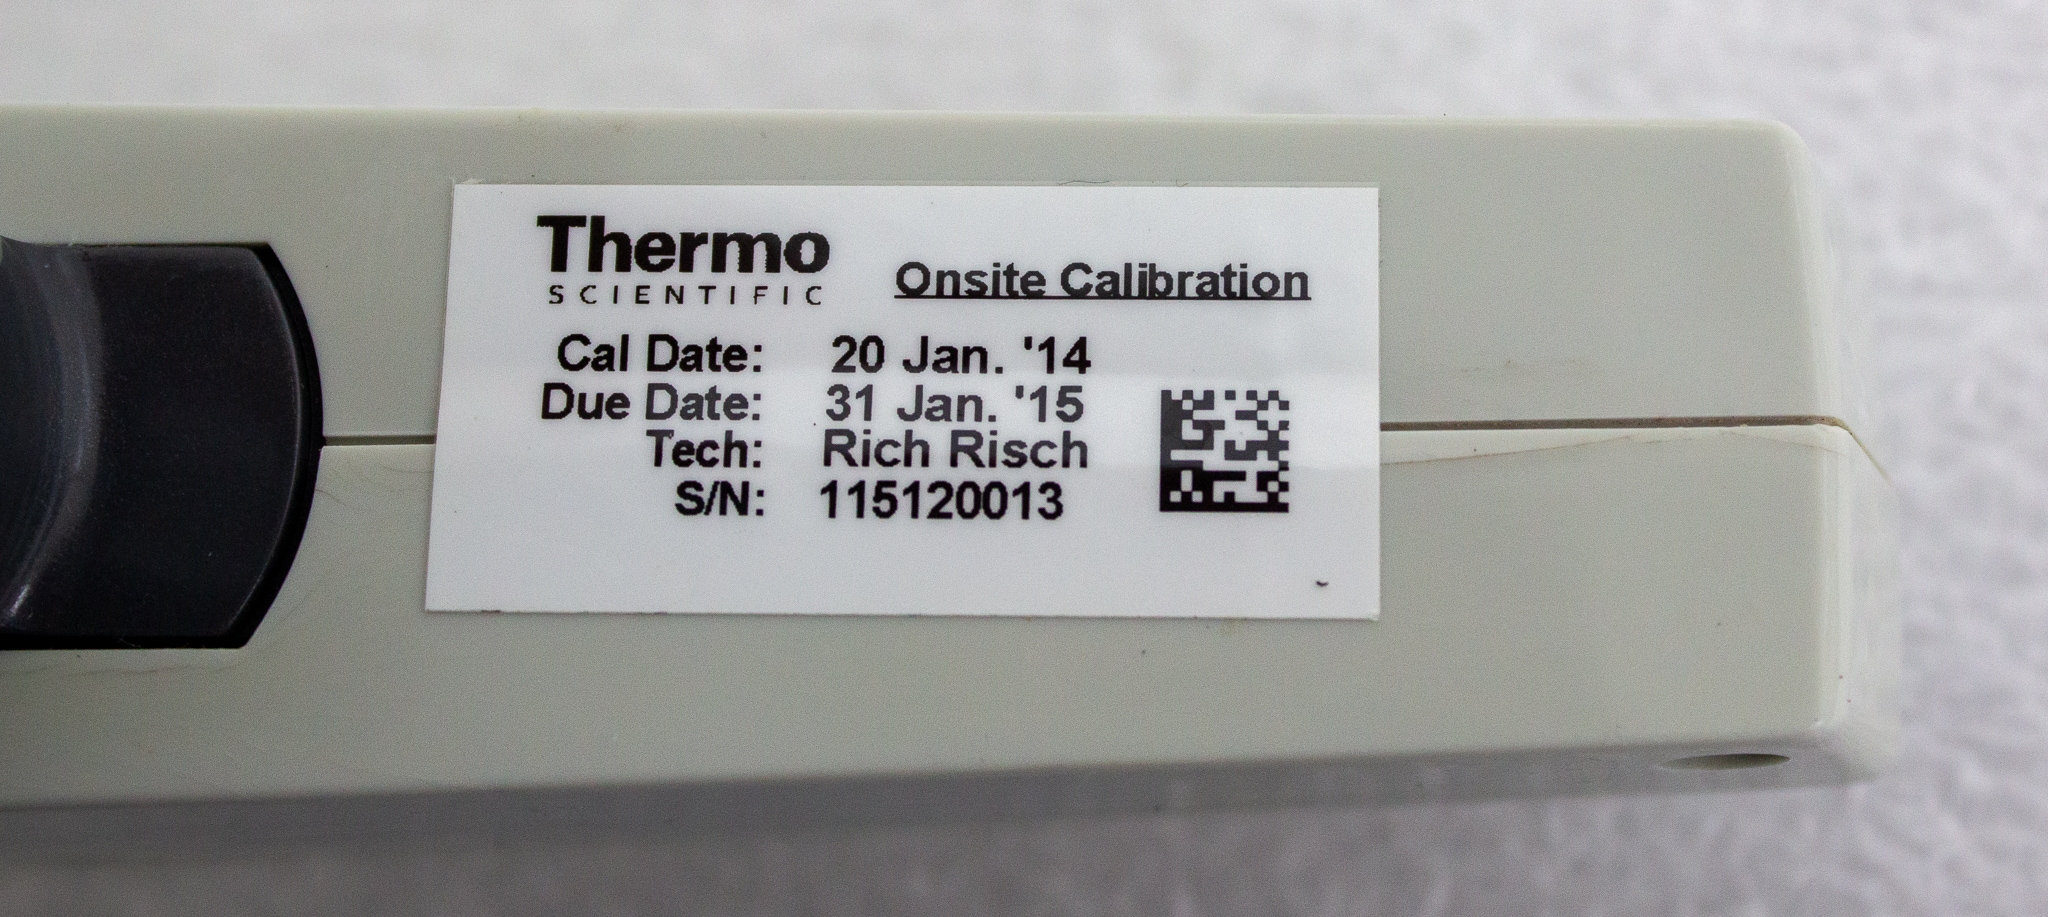 Thermo
SCIENTIFIC
Onsite Calibration
Cal Date: 20 Jan. '14
Due Date: 31 Jan. '15
Tech: Rich Risch
S/N: 115120013